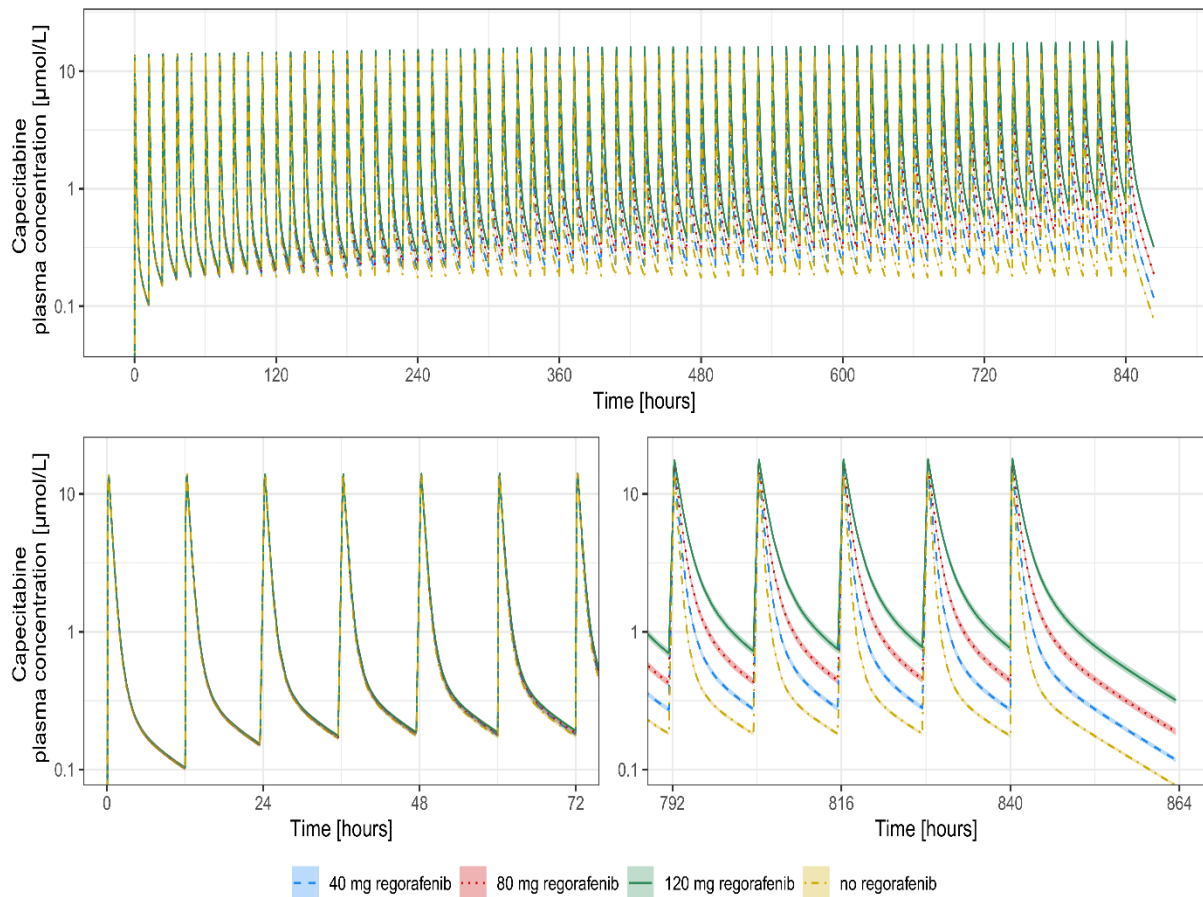 Capecitabine
plasma concentration [µmol/L]
10
1
0.1
0 120 240 360 480 600 720 840
Time [hours]
Capecitabine
plasma concentration [µmol/L]
10
1
0.1
0 24 48 72
Time [hours]
10
1
0.1
792 816 840 864
Time [hours]
40 mg regorafenib 80 mg regorafenib 120 mg regorafenib no regorafenib